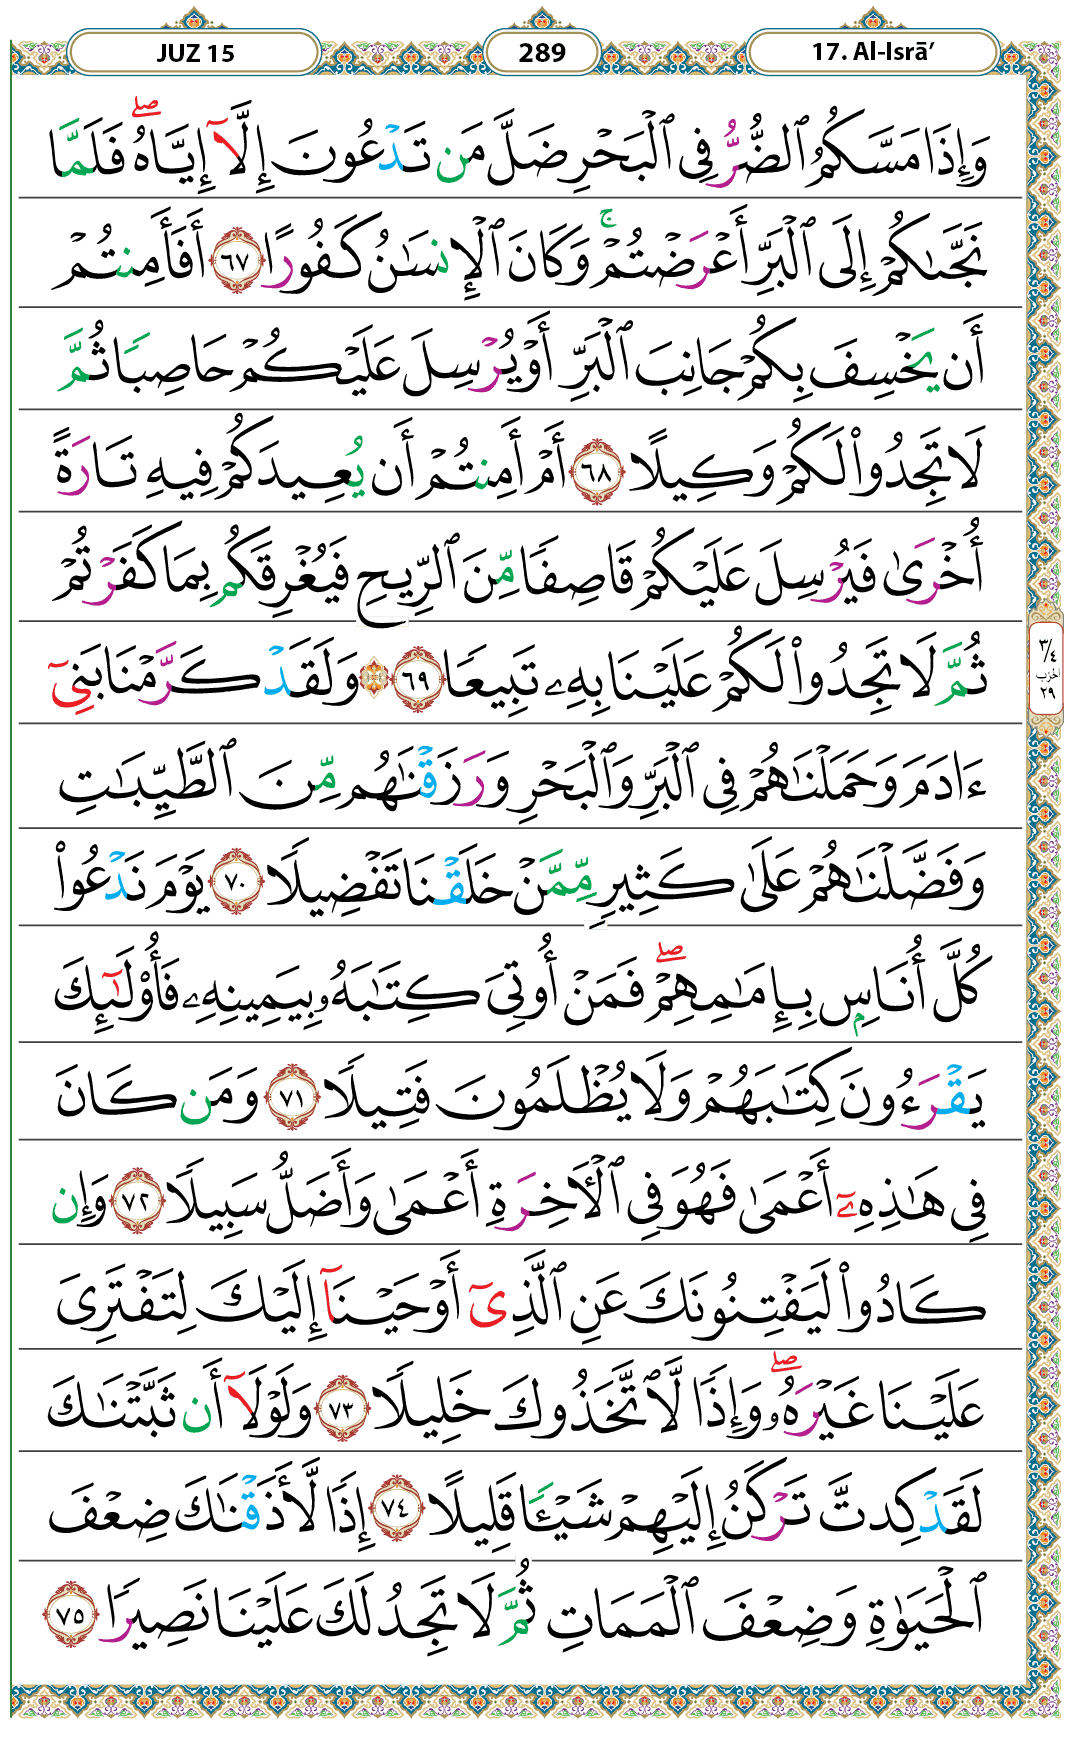 JUZ 15
289
17. Al-Isrā’
وَإِذَا مَسَّكُمُ ٱلضُّرُّ فِى ٱلْبَحْرِ ضَلَّ مَن تَدْعُونَ إِلَّآ إِيَّاهُ ۖ فَلَمَّا
نَجَّىٰكُمْ إِلَى ٱلْبَرِّ أَعْرَضْتُمْ ۚ وَكَانَ ٱلْإِنسَـٰنُ كَفُورًا ٦٧ أَفَأَمِنتُمْ
أَن يَخْسِفَ بِكُمْ جَانِبَ ٱلْبَرِّ أَوْ يُرْسِلَ عَلَيْكُمْ حَاصِبًا ثُمَّ
لَا تَجِدُوا۟ لَكُمْ وَكِيلًا ٦٨ أَمْ أَمِنتُمْ أَن يُعِيدَكُمْ فِيهِ تَارَةً
أُخْرَىٰ فَيُرْسِلَ عَلَيْكُمْ قَاصِفًا مِّنَ ٱلرِّيحِ فَيُغْرِقَكُم بِمَا كَفَرْتُمْ
ثُمَّ لَا تَجِدُوا۟ لَكُمْ عَلَيْنَا بِهِۦ تَبِيعًا ٦٩ ۞ وَلَقَدْ كَرَّمْنَا بَنِىٓ
٣/٤
الحزب
٢٩
ءَادَمَ وَحَمَلْنَـٰهُمْ فِى ٱلْبَرِّ وَٱلْبَحْرِ وَرَزَقْنَـٰهُم مِّنَ ٱلطَّيِّبَـٰتِ
وَفَضَّلْنَـٰهُمْ عَلَىٰ كَثِيرٍ مِّمَّنْ خَلَقْنَا تَفْضِيلًا ٧٠ يَوْمَ نَدْعُوا۟
كُلَّ أُنَاسٍۭ بِإِمَـٰمِهِمْ ۖ فَمَنْ أُوتِىَ كِتَـٰبَهُۥ بِيَمِينِهِۦ فَأُو۟لَـٰٓئِكَ
يَقْرَءُونَ كِتَـٰبَهُمْ وَلَا يُظْلَمُونَ فَتِيلًا ٧١ وَمَن كَانَ
فِى هَـٰذِهِۦٓ أَعْمَىٰ فَهُوَ فِى ٱلْـَٔاخِرَةِ أَعْمَىٰ وَأَضَلُّ سَبِيلًا ٧٢ وَإِن
كَادُوا۟ لَيَفْتِنُونَكَ عَنِ ٱلَّذِىٓ أَوْحَيْنَآ إِلَيْكَ لِتَفْتَرِىَ
عَلَيْنَا غَيْرَهُۥ ۖ وَإِذًا لَّٱتَّخَذُوكَ خَلِيلًا ٧٣ وَلَوْلَآ أَن ثَبَّتْنَـٰكَ
لَقَدْ كِدتَّ تَرْكَنُ إِلَيْهِمْ شَيْـًٔا قَلِيلًا ٧٤ إِذًا لَّأَذَقْنَـٰكَ ضِعْفَ
ٱلْحَيَوٰةِ وَضِعْفَ ٱلْمَمَاتِ ثُمَّ لَا تَجِدُ لَكَ عَلَيْنَا نَصِيرًا ٧٥